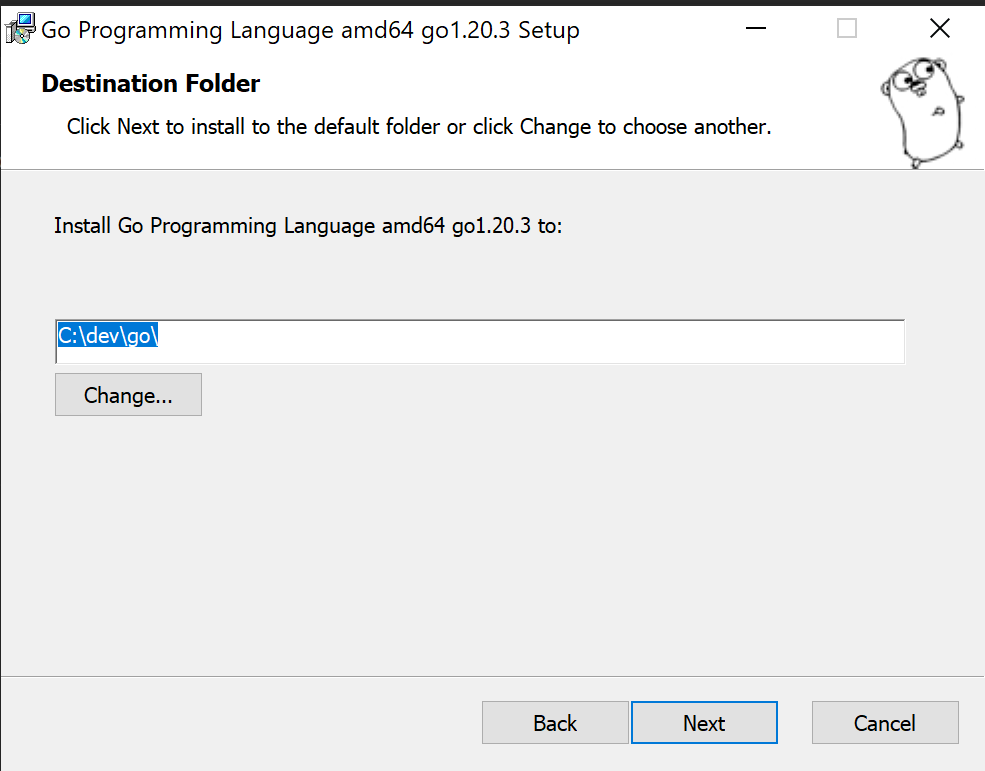 Go Programming Language amd64 go1.20.3 Setup
Destination Folder
Click Next to install to the default folder or click Change to choose another.
Install Go Programming Language amd64 go1.20.3 to:
C:\dev\go\
Change...
Back Next Cancel